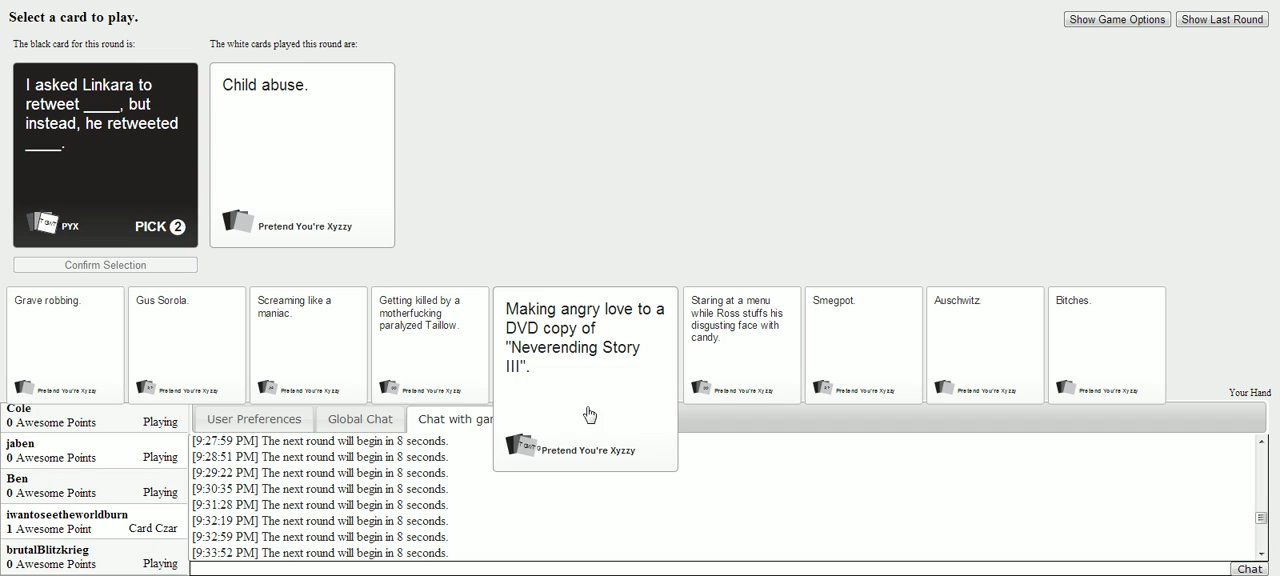 Select a card to play.
Show Game Options
Show Last Round
The black card for this round is:
The white cards played this round are:
I asked Linkara to
retweet ____, but
instead, he retweeted
____.
PYX
PICK 2
Child abuse.
Pretend You're Xyzzy
Confirm Selection
Grave robbing.
Pretend You're Xyzzy
Gus Sorola.
Pretend You're Xyzzy
Screaming like a
maniac.
Pretend You're Xyzzy
Getting killed by a
motherfucking
paralyzed Taillow.
Pretend You're Xyzzy
Making angry love to a
DVD copy of
"Neverending Story
III".
Pretend You're Xyzzy
Staring at a menu
while Ross stuffs his
disgusting face with
candy.
Pretend You're Xyzzy
Smegpot.
Pretend You're Xyzzy
Auschwitz.
Pretend You're Xyzzy
Bitches.
Pretend You're Xyzzy
Your Hand
Cole
0 Awesome Points
Playing
jaben
0 Awesome Points
Playing
Ben
0 Awesome Points
Playing
iwantoseetheworldburn
1 Awesome Point
Card Czar
brutalBlitzkrieg
0 Awesome Points
Playing
User Preferences
Global Chat
Chat with gar
[9:27:59 PM] The next round will begin in 8 seconds.
[9:28:51 PM] The next round will begin in 8 seconds.
[9:29:22 PM] The next round will begin in 8 seconds.
[9:30:35 PM] The next round will begin in 8 seconds.
[9:31:28 PM] The next round will begin in 8 seconds.
[9:32:19 PM] The next round will begin in 8 seconds.
[9:32:59 PM] The next round will begin in 8 seconds.
[9:33:52 PM] The next round will begin in 8 seconds.
Chat